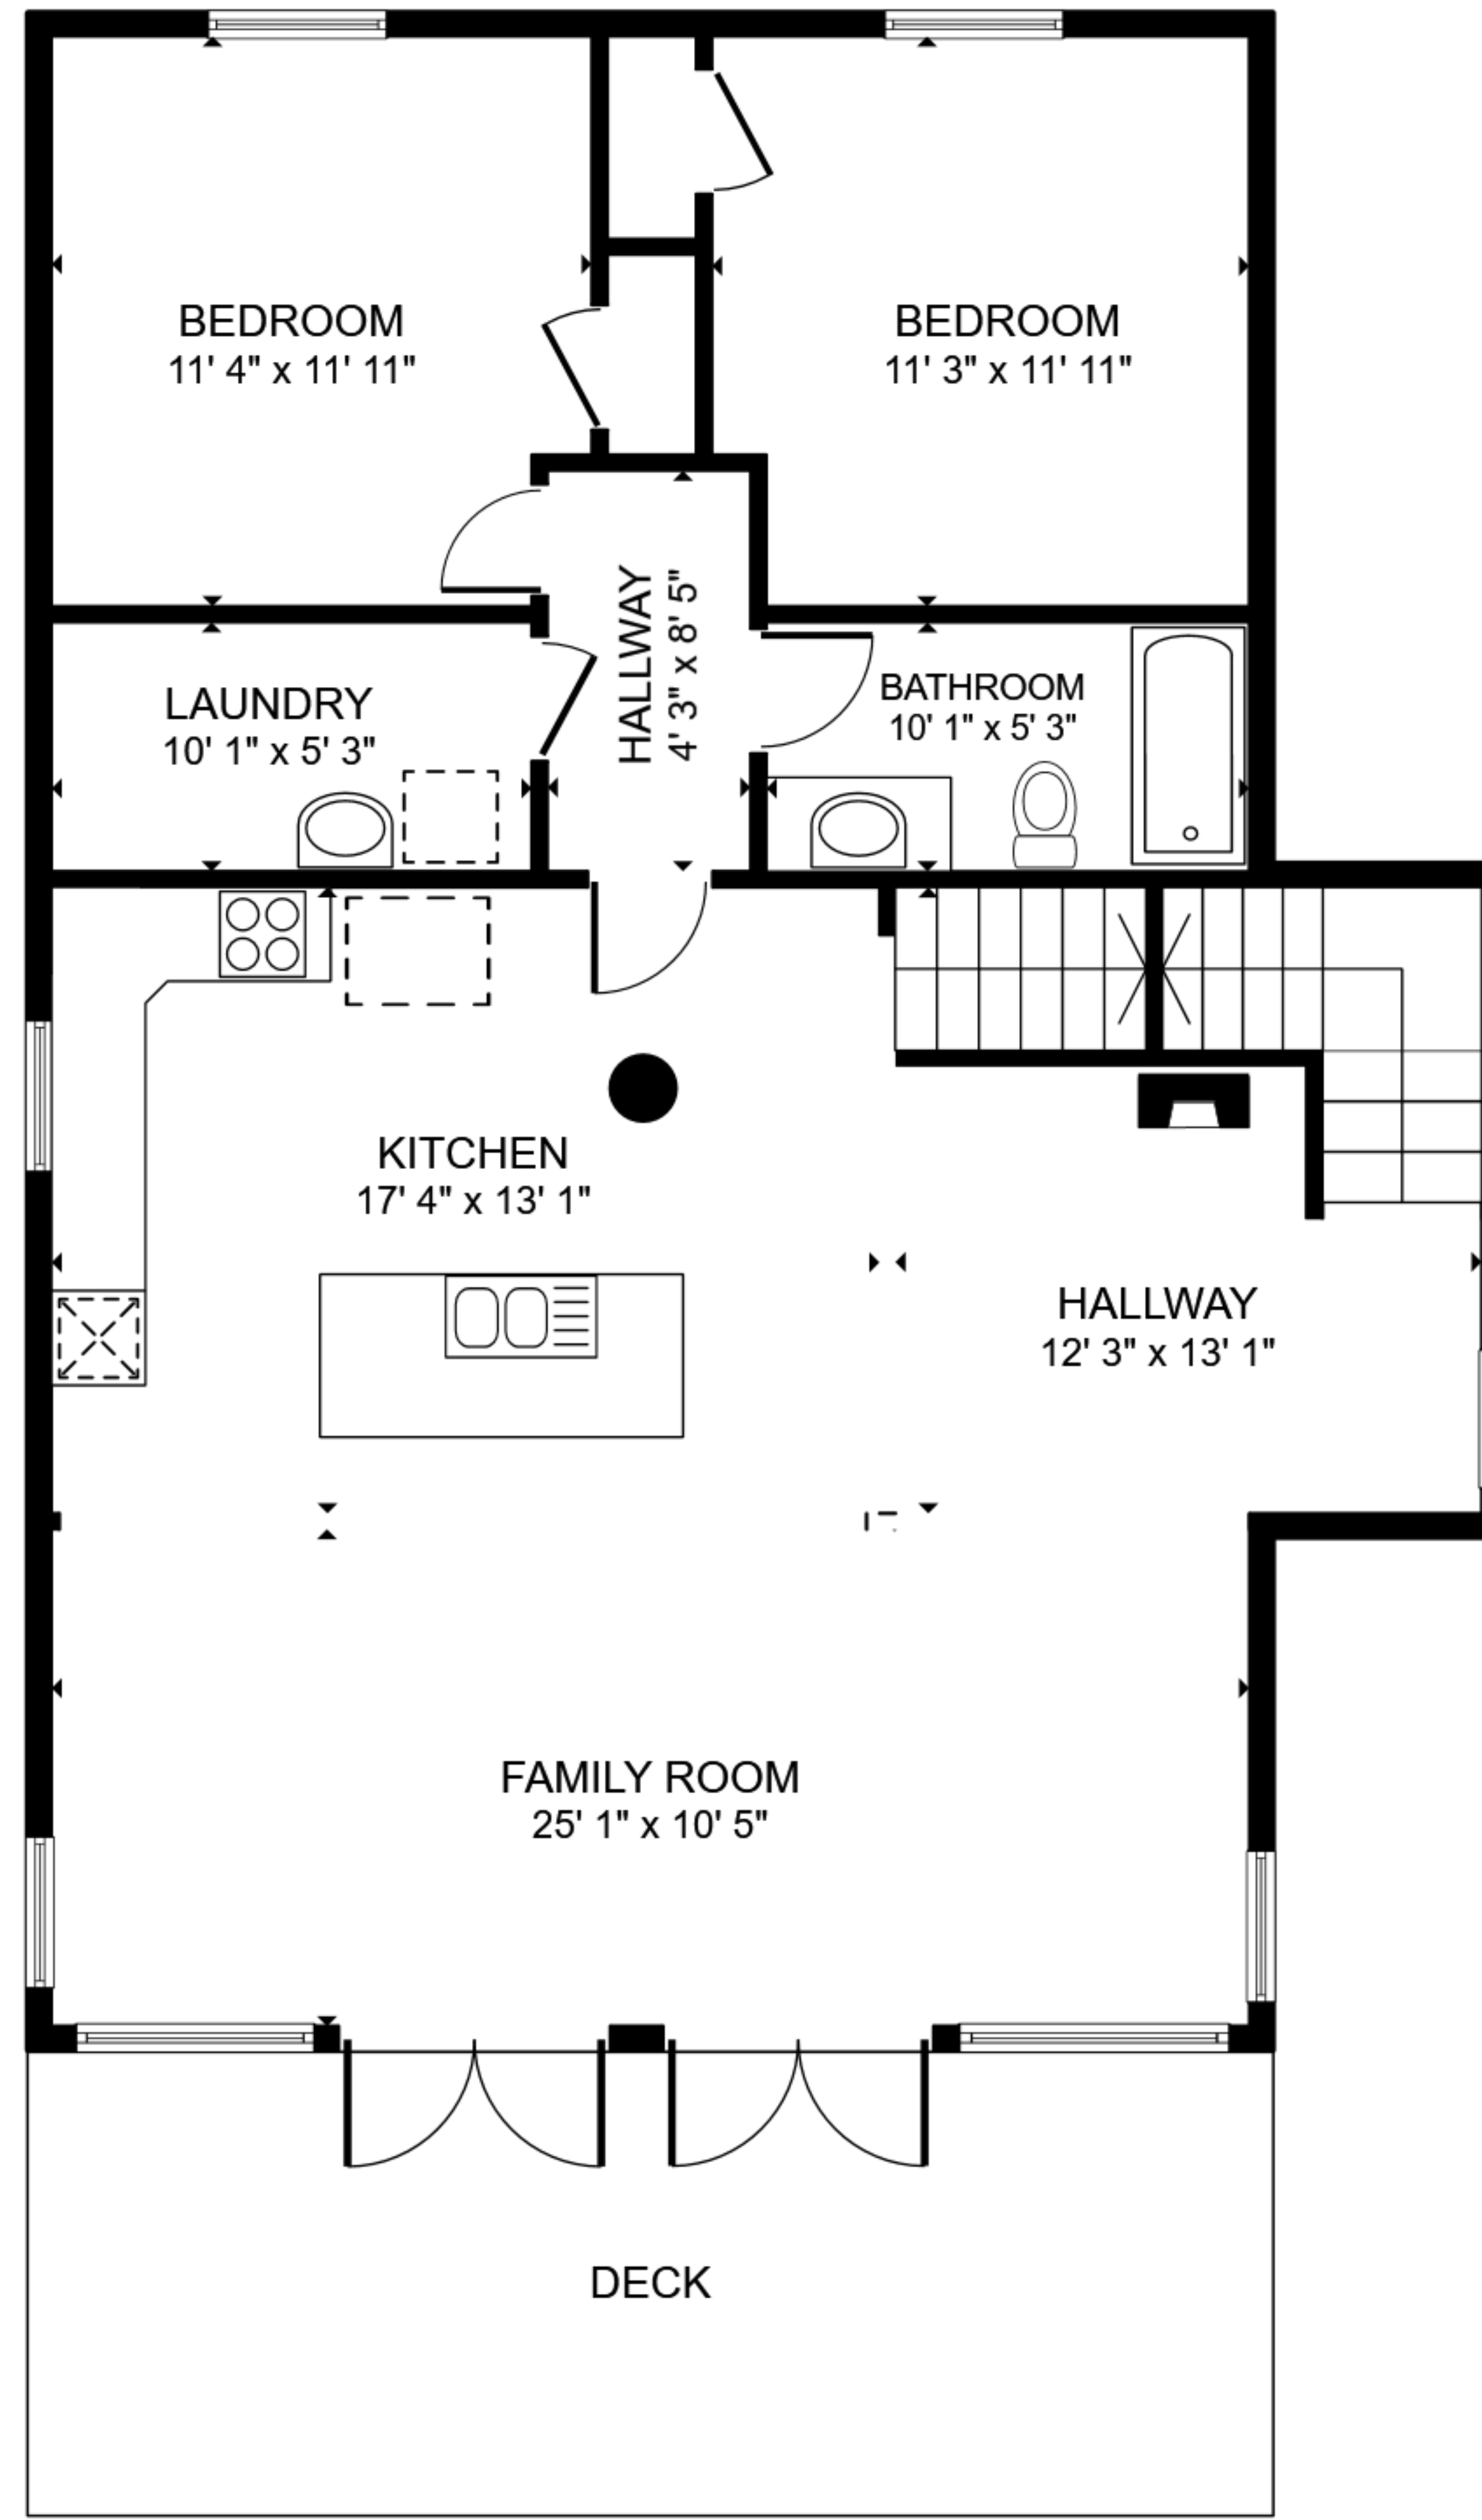 BEDROOM
11' 4" x 11' 11"
BEDROOM
11' 3" x 11' 11"
HALLWAY
4' 3" x 8' 5"
LAUNDRY
10' 1" x 5' 3"
BATHROOM
10' 1" x 5' 3"
KITCHEN
17' 4" x 13' 1"
HALLWAY
12' 3" x 13' 1"
FAMILY ROOM
25' 1" x 10' 5"
DECK